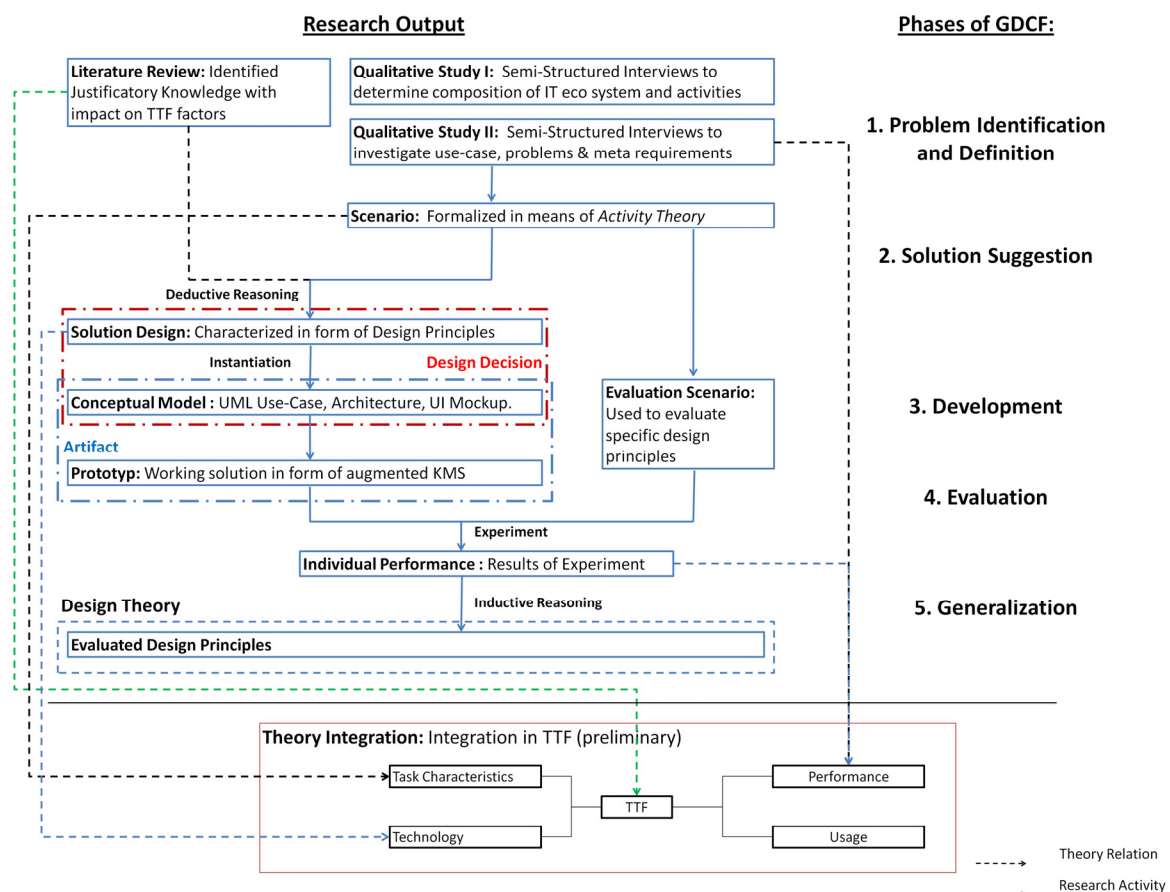 Research Output
Phases of GDCF:
Literature Review: Identified
Justificatory Knowledge with
impact on TTF factors
Qualitative Study I: Semi-Structured Interviews to
determine composition of IT eco system and activities
Qualitative Study II: Semi-Structured Interviews to
investigate use-case, problems & meta requirements
1. Problem Identification
and Definition
Scenario: Formalized in means of Activity Theory
2. Solution Suggestion
Deductive Reasoning
Solution Design: Characterized in form of Design Principles
Instantiation
Design Decision
Conceptual Model : UML Use-Case, Architecture, UI Mockup.
Evaluation Scenario:
Used to evaluate
specific design
principles
3. Development
Artifact
Prototyp: Working solution in form of augmented KMS
4. Evaluation
Experiment
Individual Performance : Results of Experiment
Inductive Reasoning
5. Generalization
Design Theory
Evaluated Design Principles
Theory Integration: Integration in TTF (preliminary)
Task Characteristics
Performance
TTF
Technology
Usage
Theory Relation
Research Activity